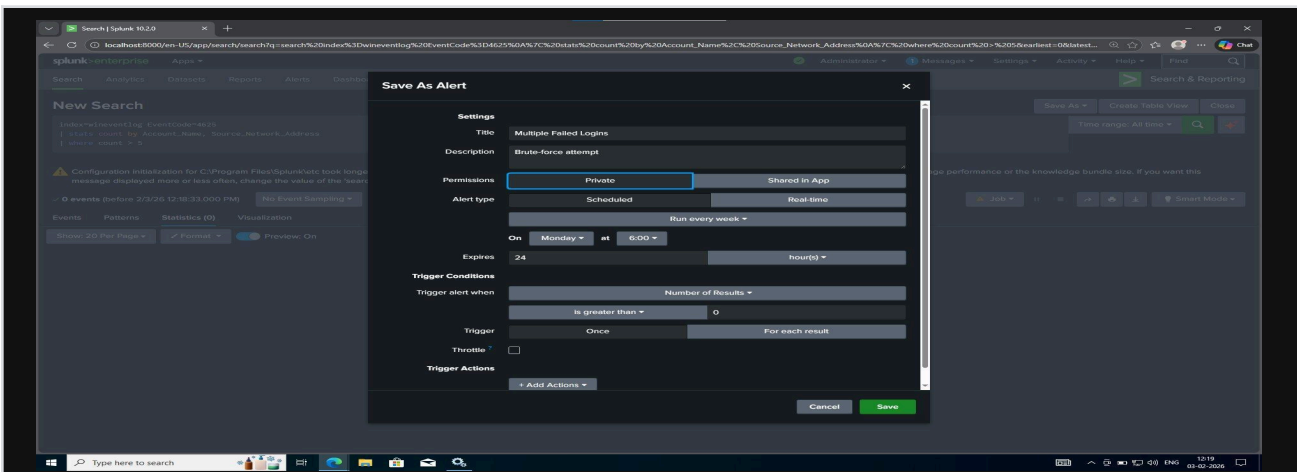 Search | Splunk 10.2.0
localhost:8000/en-US/app/search/search?q=search%20index%3Dwineventlog%20EventCode%3D4625%0A%7C%20stats%20count%20by%20Account_Name%2C%20Source_Network_Address%0A%7C%20where%20count%20>%205&earliest=0&latest... Chat
splunk>enterprise Apps Administrator 1 Messages Settings Activity Help Find
Search Analytics Datasets Reports Alerts Dashbo Search & Reporting
New Search Save As Create Table View Close
index=wineventlog EventCode=4625 Time range: All time
| stats count by Account_Name, Source_Network_Address
| where count > 5
Configuration initialization for C:\Program Files\Splunk\etc took longe ge performance or the knowledge bundle size. If you want this
message displayed more or less often, change the value of the 'sear
0 events (before 2/3/26 12:18:33.000 PM) No Event Sampling Job Smart Mode
Events Patterns Statistics (0) Visualization
Show: 20 Per Page Format Preview: On
Save As Alert
Settings
Title Multiple Failed Logins
Description Brute-force attempt
Permissions Private Shared in App
Alert type Scheduled Real-time
Run every week
On Monday at 6:00
Expires 24 hour(s)
Trigger Conditions
Trigger alert when Number of Results
is greater than 0
Trigger Once For each result
Throttle ?
Trigger Actions
+ Add Actions
Cancel Save
Type here to search ENG 12:19
03-02-2026